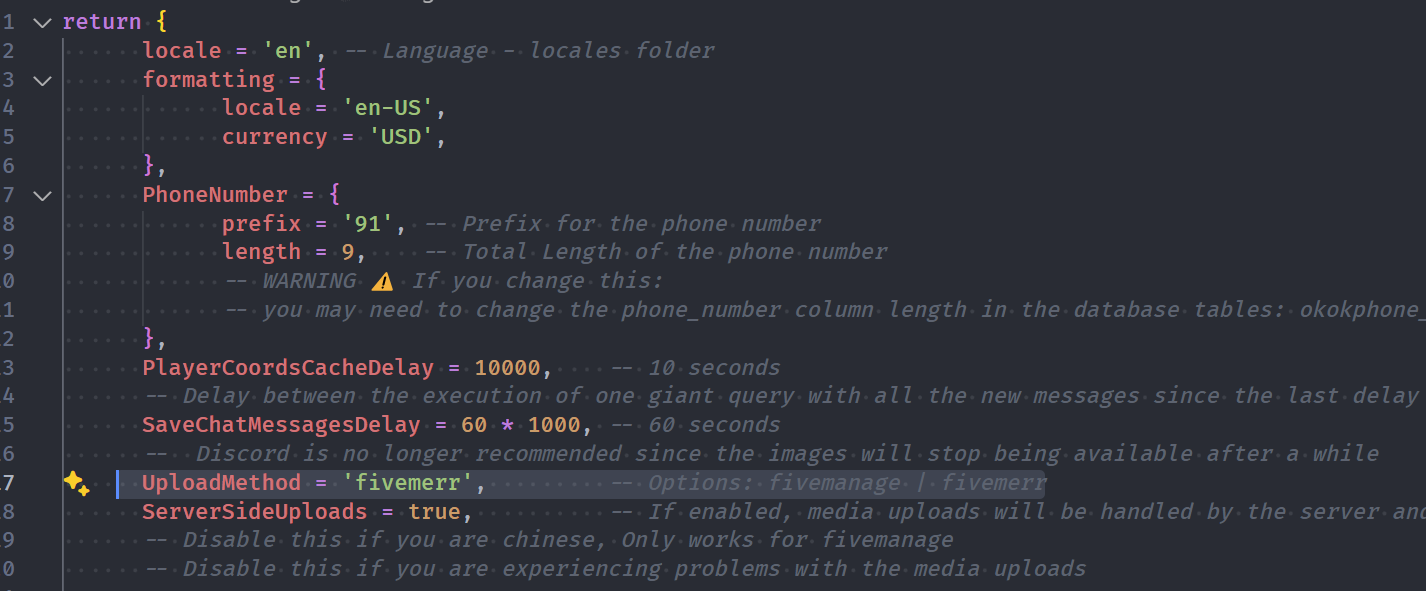 1 return {
2 locale = 'en', -- Language - locales folder
3 formatting = {
4 locale = 'en-US',
5 currency = 'USD',
6 },
7 PhoneNumber = {
8 prefix = '91', -- Prefix for the phone number
9 length = 9, -- Total Length of the phone number
0 -- WARNING ⚠️ If you change this:
1 -- you may need to change the phone_number column length in the database tables: okokphone_
2 },
3 PlayerCoordsCacheDelay = 10000, -- 10 seconds
4 -- Delay between the execution of one giant query with all the new messages since the last delay
5 SaveChatMessagesDelay = 60 * 1000, -- 60 seconds
6 -- Discord is no longer recommended since the images will stop being available after a while
7 UploadMethod = 'fivemerr', -- Options: fivemanage | fivemerr
8 ServerSideUploads = true, -- If enabled, media uploads will be handled by the server and
9 -- Disable this if you are chinese, Only works for fivemanage
0 -- Disable this if you are experiencing problems with the media uploads